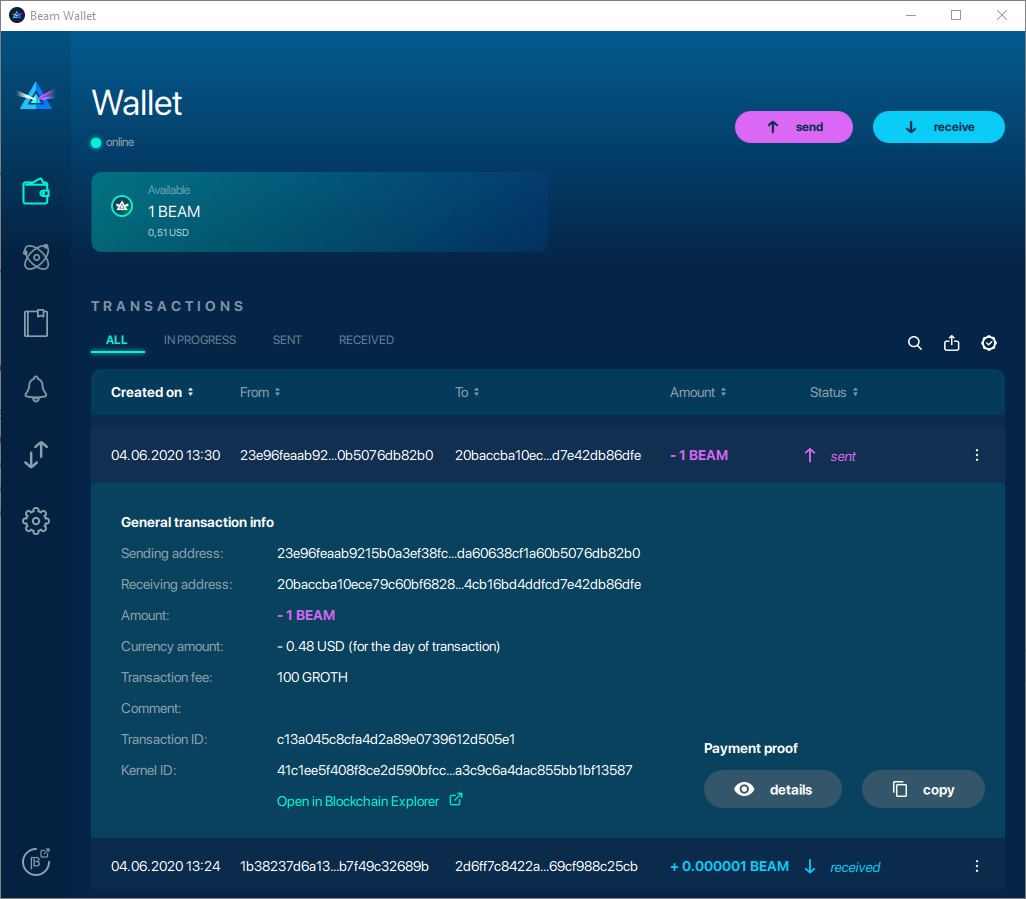 Beam Wallet
Wallet
online
send
receive
Available
1 BEAM
0,51 USD
TRANSACTIONS
ALL IN PROGRESS SENT RECEIVED
Created on From To Amount Status
04.06.2020 13:30 23e96feaab92...0b5076db82b0 20baccba10ec...d7e42db86dfe - 1 BEAM sent
General transaction info
Sending address: 23e96feaab9215b0a3ef38fc...da60638cf1a60b5076db82b0
Receiving address: 20baccba10ece79c60bf6828...4cb16bd4ddfcd7e42db86dfe
Amount: - 1 BEAM
Currency amount: - 0.48 USD (for the day of transaction)
Transaction fee: 100 GROTH
Comment:
Transaction ID: c13a045c8cfa4d2a89e0739612d505e1
Kernel ID: 41c1ee5f408f8ce2d590bfcc...a3c9c6a4dac855bb1bf13587
Open in Blockchain Explorer
Payment proof
details
copy
04.06.2020 13:24 1b38237d6a13...b7f49c32689b 2d6ff7c8422a...69cf988c25cb + 0.000001 BEAM received